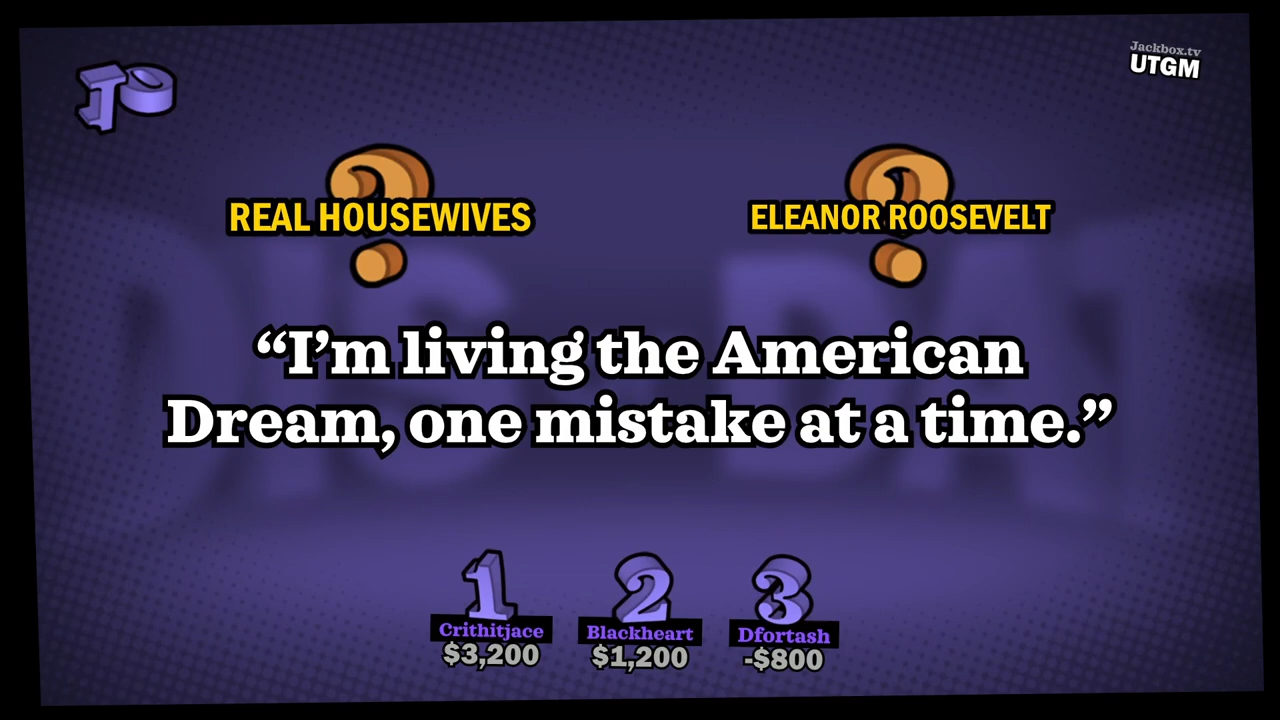 Jackbox.tv
UTGM
REAL HOUSEWIVES
ELEANOR ROOSEVELT
“I’m living the American
Dream, one mistake at a time.”
1 2 3
Crithitjace Blackheart Dfortash
$3,200 $1,200 -$800